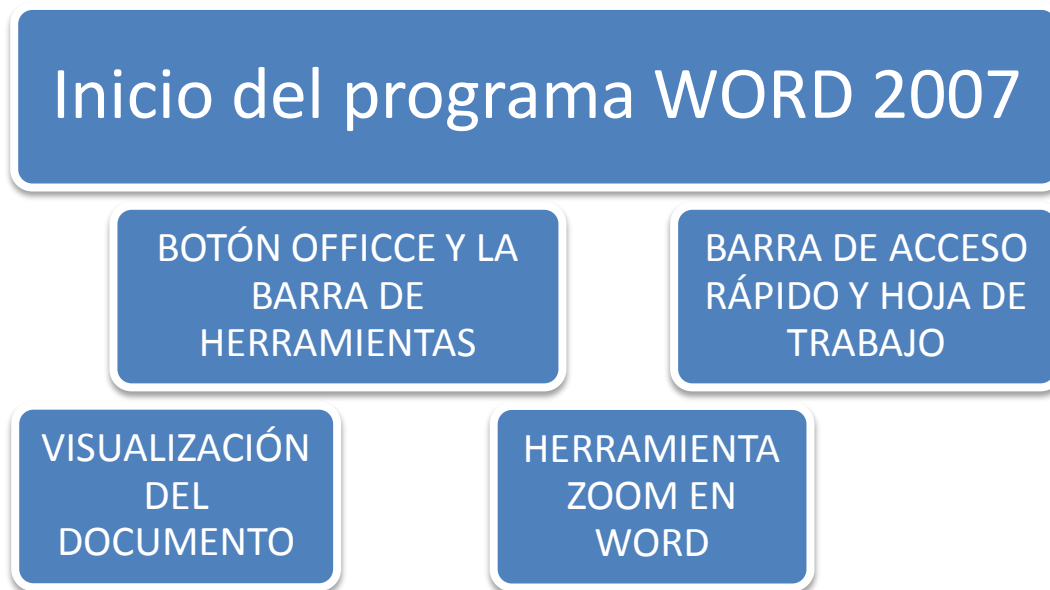 Inicio del programa WORD 2007
BOTÓN OFFICCE Y LA
BARRA DE
HERRAMIENTAS
BARRA DE ACCESO
RÁPIDO Y HOJA DE
TRABAJO
VISUALIZACIÓN
DEL
DOCUMENTO
HERRAMIENTA
ZOOM EN
WORD